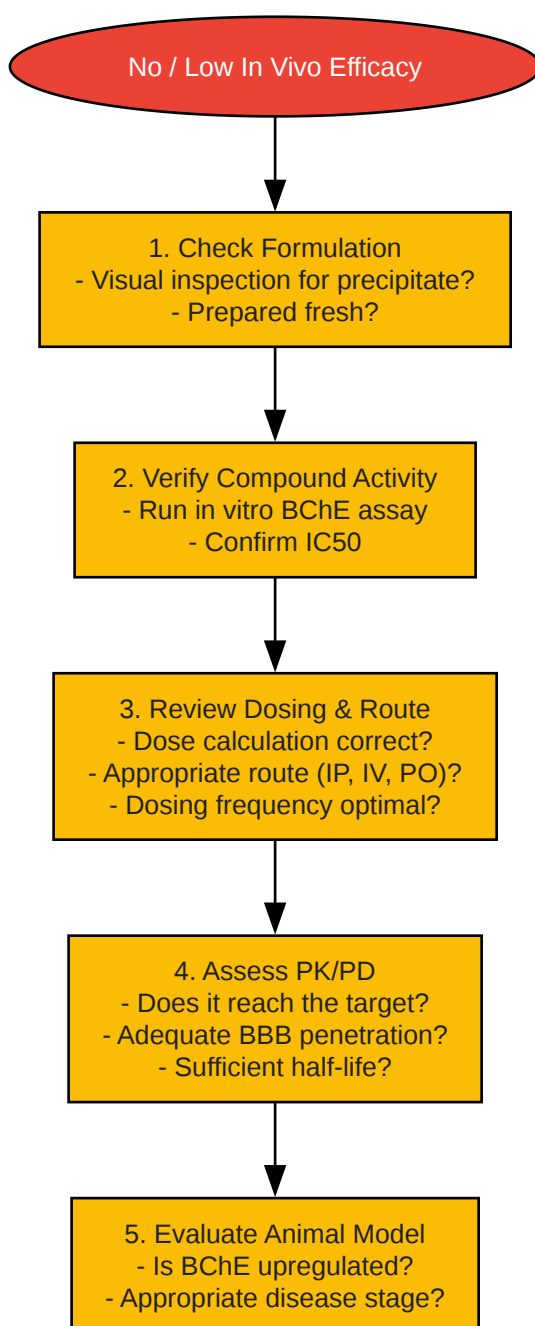 No / Low In Vivo Efficacy
1. Check Formulation
- Visual inspection for precipitate?
- Prepared fresh?
2. Verify Compound Activity
- Run in vitro BChE assay
- Confirm IC50
3. Review Dosing & Route
- Dose calculation correct?
- Appropriate route (IP, IV, PO)?
- Dosing frequency optimal?
4. Assess PK/PD
- Does it reach the target?
- Adequate BBB penetration?
- Sufficient half-life?
5. Evaluate Animal Model
- Is BChE upregulated?
- Appropriate disease stage?